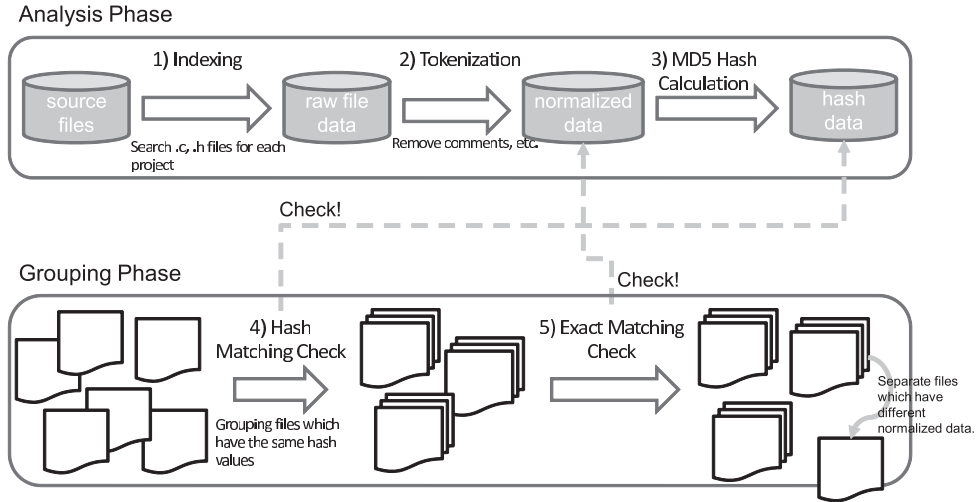 Analysis Phase
1) Indexing
2) Tokenization
3) MD5 Hash
Calculation
source
files
raw file
data
normalized
data
hash
data
Search .c, .h files for each
project
Remove comments, etc.
Check!
Grouping Phase
Check!
4) Hash
Matching Check
5) Exact Matching
Check
Grouping files which
have the same hash
values
Separate files
which have
different
normalized data.